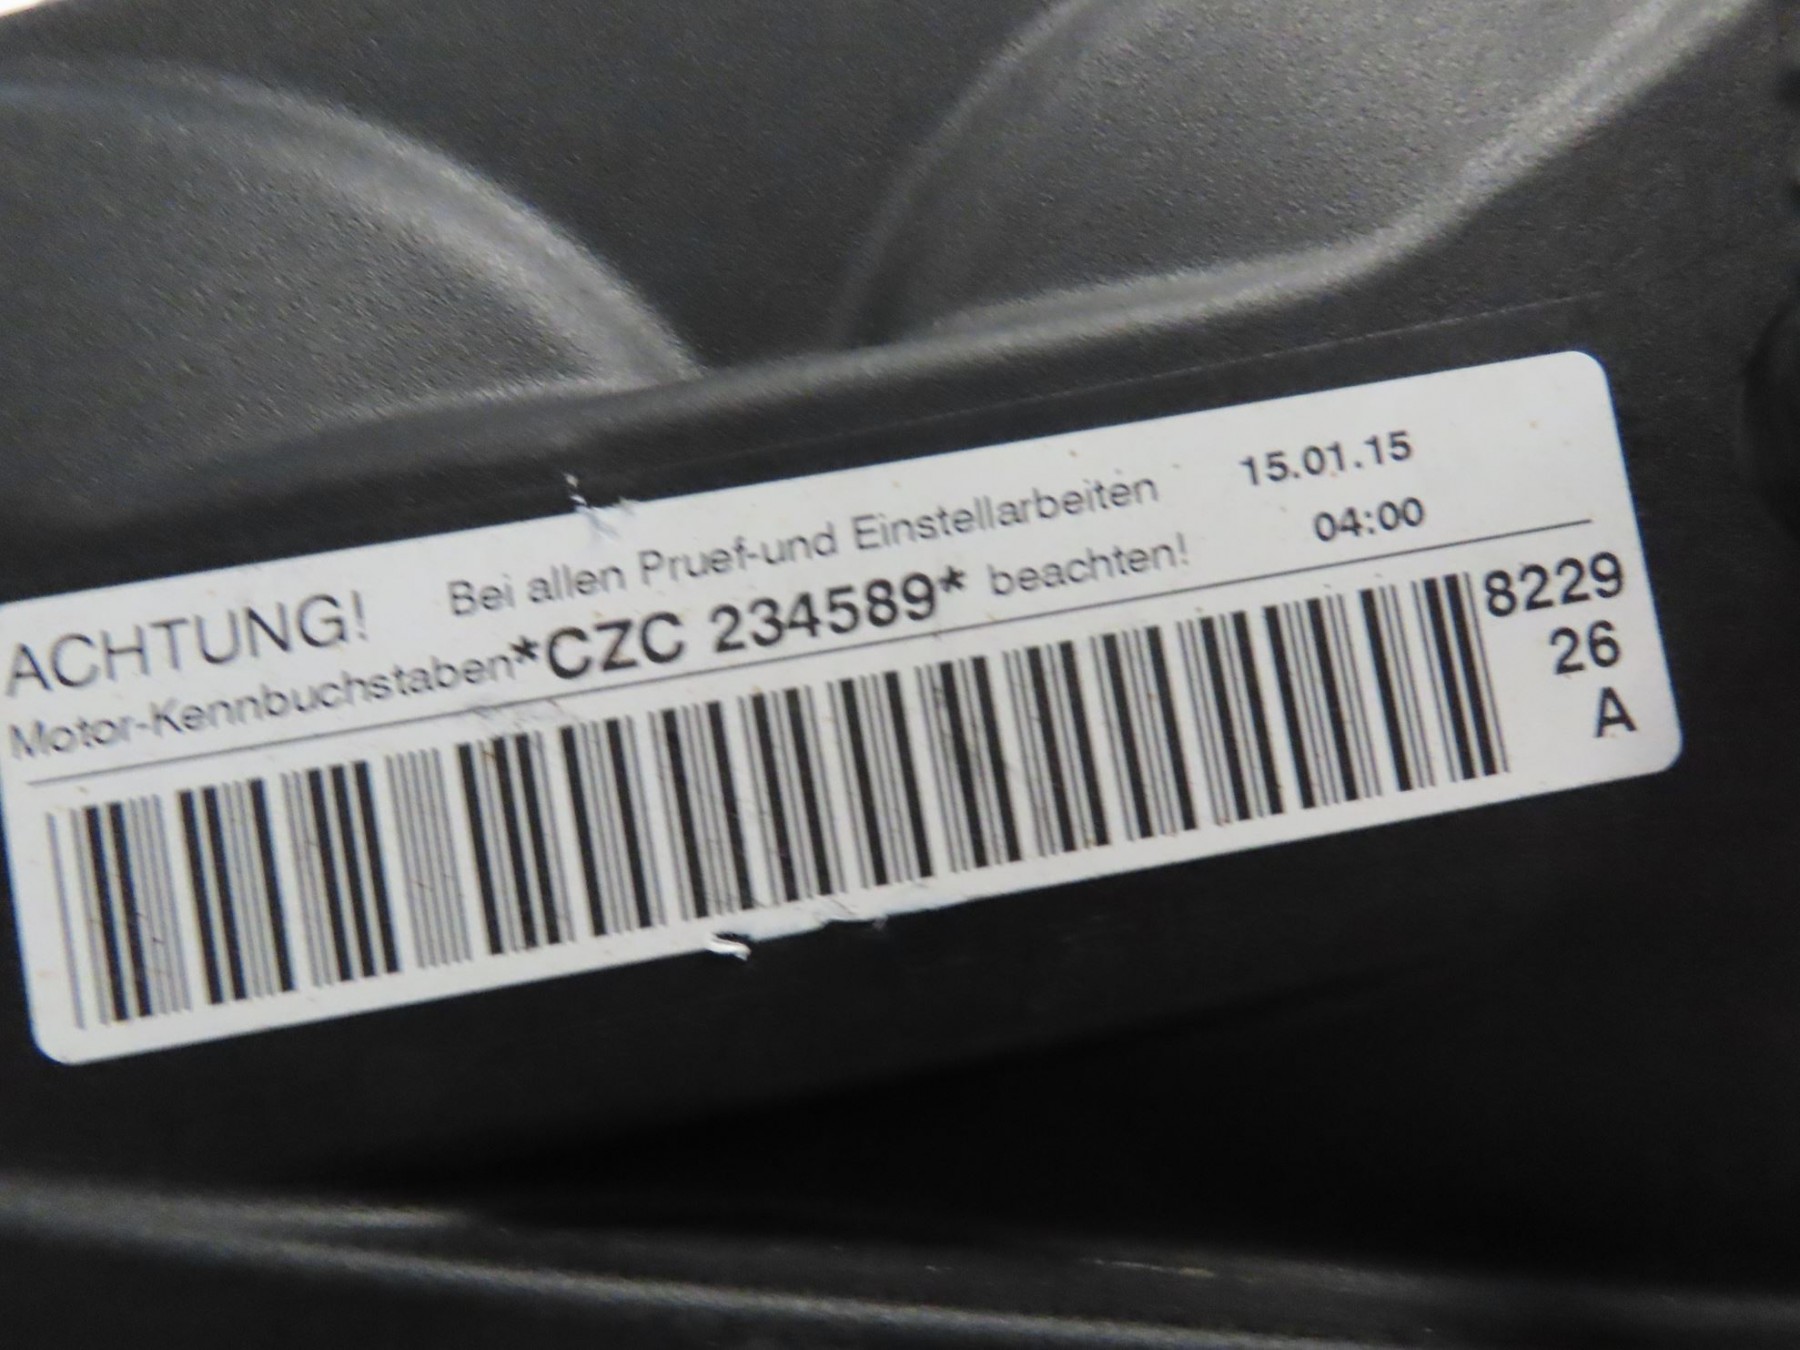 ACHTUNG! Bei allen Pruef-und Einstellarbeiten 15.01.15
Motor-Kennbuchstaben*CZC 234589* beachten! 04:00
8229
26
A